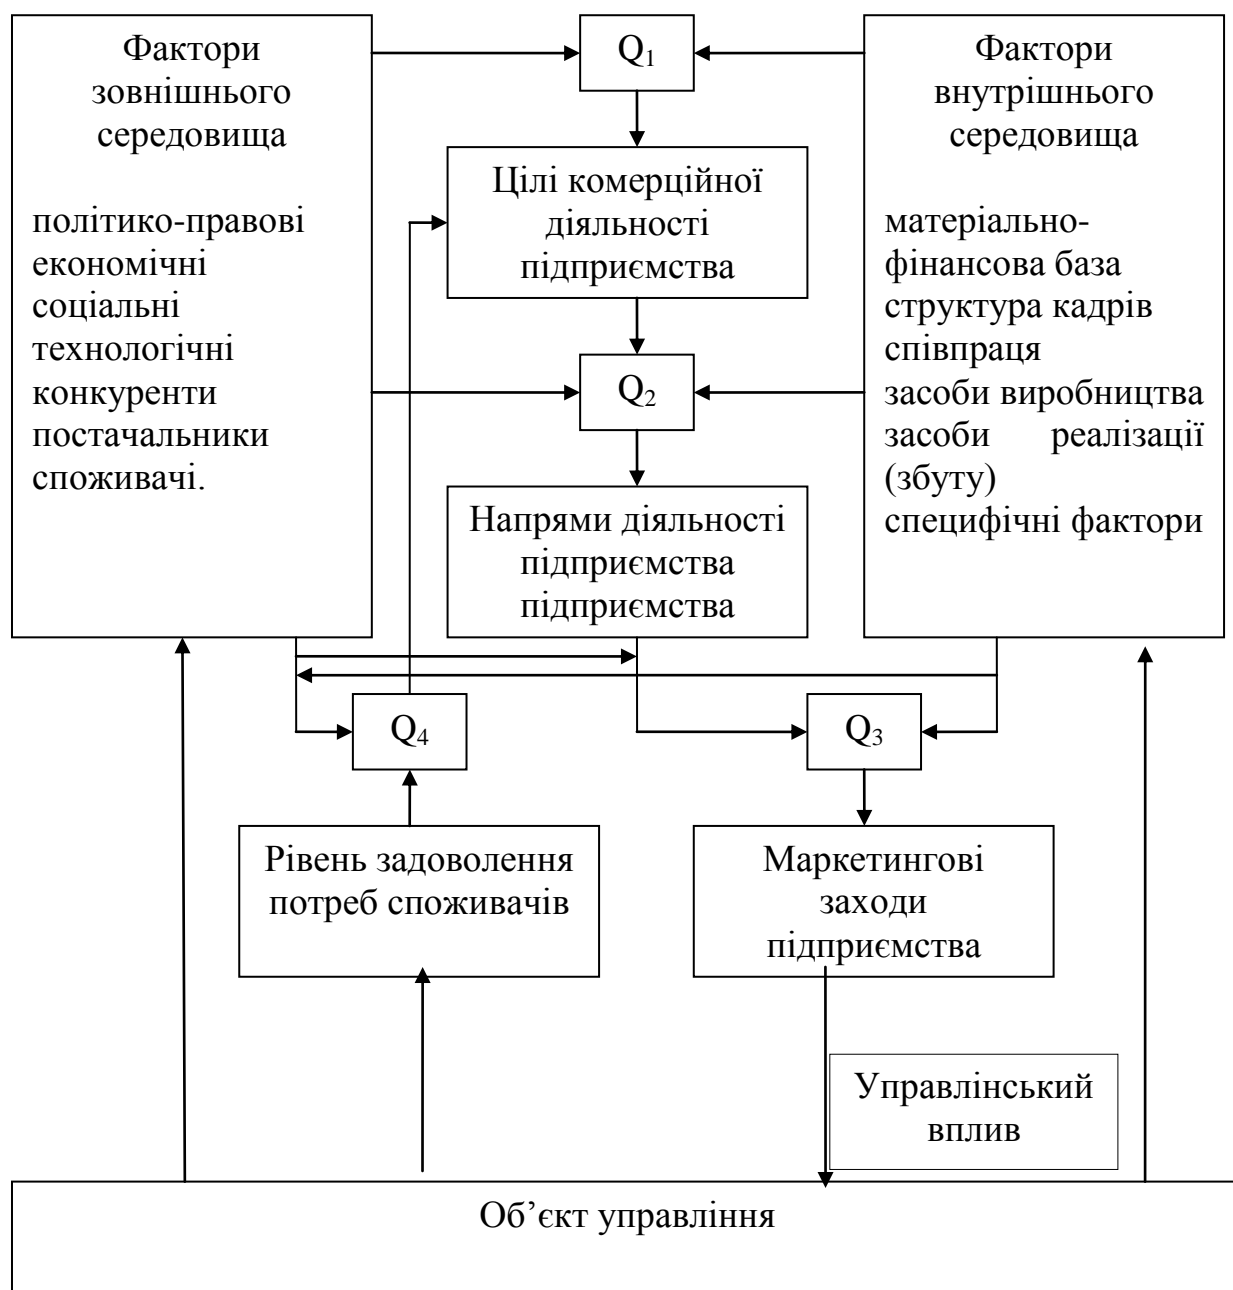 Фактори
зовнішнього
середовища
політико-правові
економічні
соціальні
технологічні
конкуренти
постачальники
споживачі.
Q₁
Цілі комерційної
діяльності
підприємства
Q₂
Напрями діяльності
підприємства
підприємства
Фактори
внутрішнього
середовища
матеріально-
фінансова база
структура кадрів
співпраця
засоби виробництва
засоби реалізації
(збуту)
специфічні фактори
Q₄
Q₃
Рівень задоволення
потреб споживачів
Маркетингові
заходи
підприємства
Управлінський
вплив
Об’єкт управління